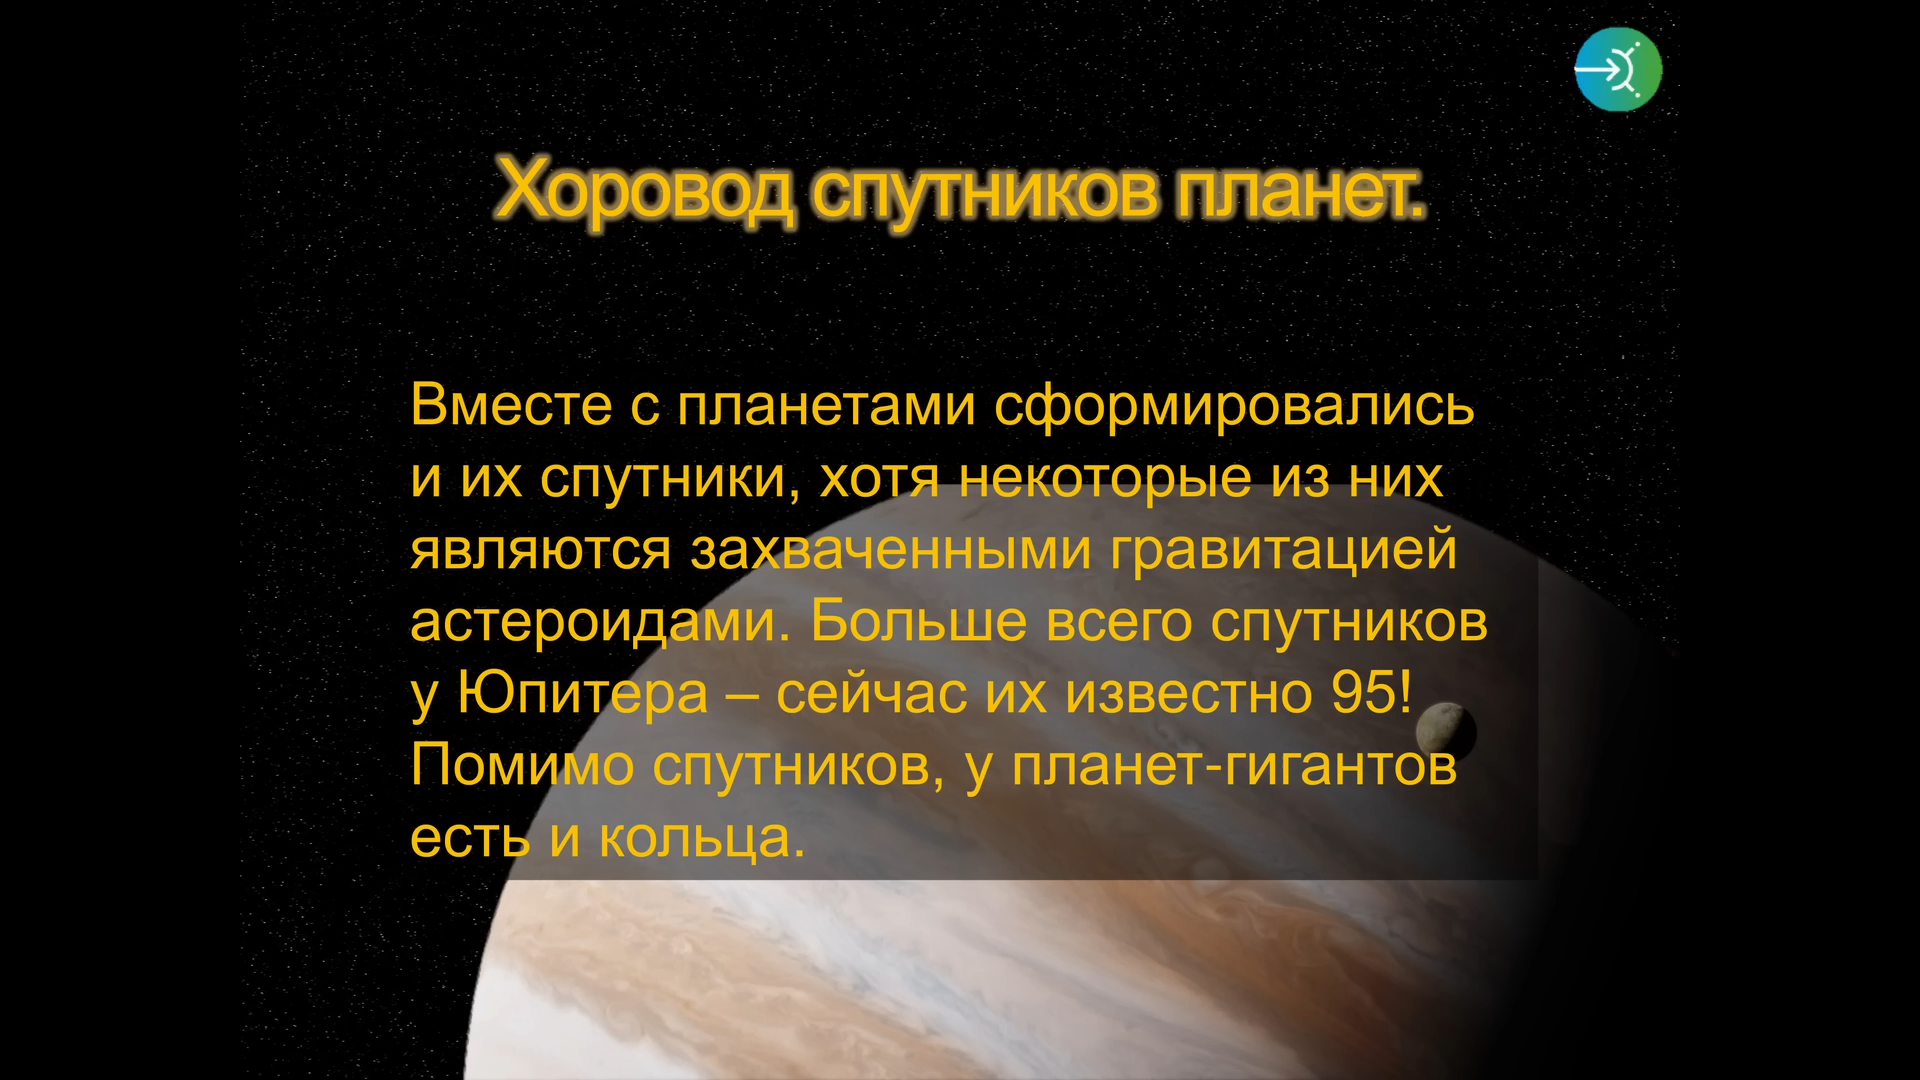 Хоровод спутников планет.
Вместе с планетами сформировались
и их спутники, хотя некоторые из них
являются захваченными гравитацией
астероидами. Больше всего спутников
у Юпитера – сейчас их известно 95!
Помимо спутников, у планет-гигантов
есть и кольца.